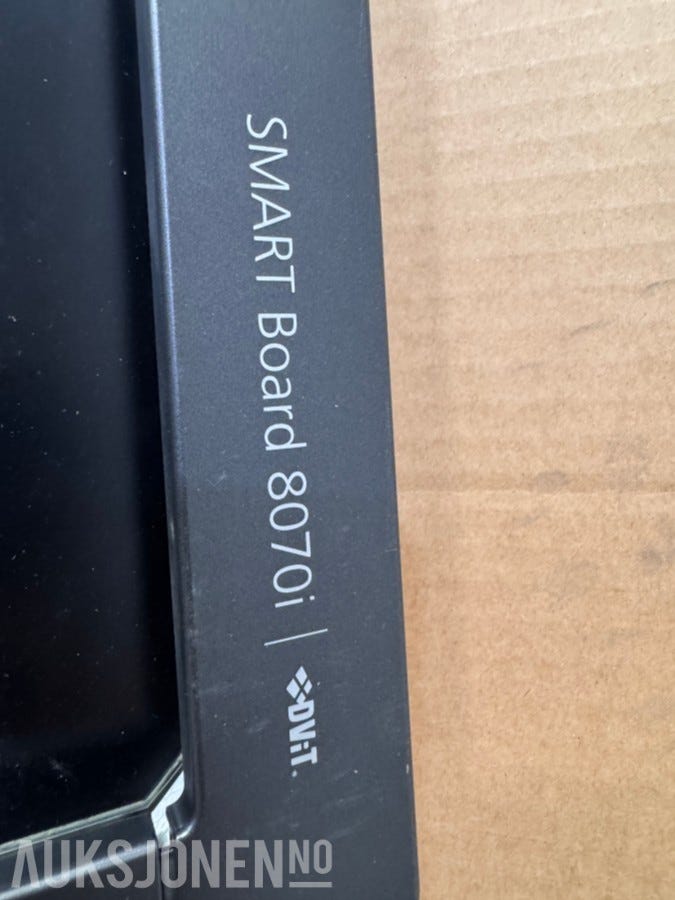 SMART Board 8070i | DViT®
AUKSJONEN NO